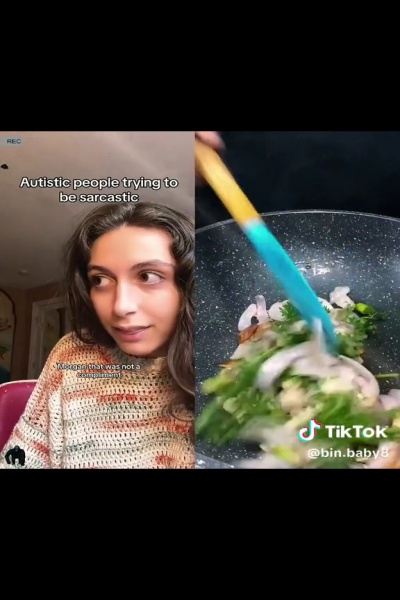 REC
Autistic people trying to
be sarcastic
Morgan that was not a
compliment
TikTok
@bin.baby8